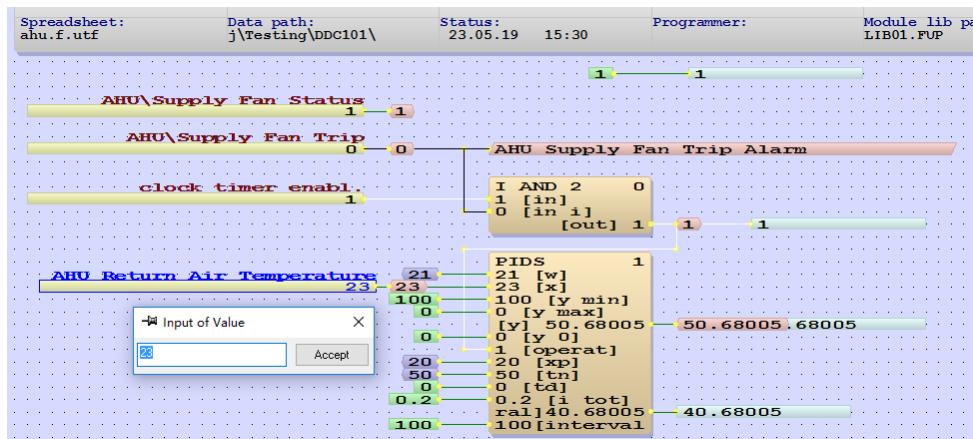 Spreadsheet: Data path: Status: Programmer: Module lib pa
ahu.f.utf j\Testing\DDC101\ 23.05.19 15:30 LIB01.FUP
1 1
AHU\Supply Fan Status
1 1
AHU\Supply Fan Trip
0 0 AHU Supply Fan Trip Alarm
clock timer enabl.
1
I AND 2 0
1 [in]
0 [in i]
[out] 1 1 1
PIDS 1
AHU Return Air Temperature 21 21 [w]
23 23 23 [x]
100 100 [y min]
0 0 [y max]
[y] 50.68005 50.68005.68005
0 0 [y 0]
1 [operat]
20 20 [xp]
50 50 [tn]
0 0 [td]
0.2 0.2 [i tot]
ral]40.68005 40.68005
100 100[interval
Input of Value
23 Accept